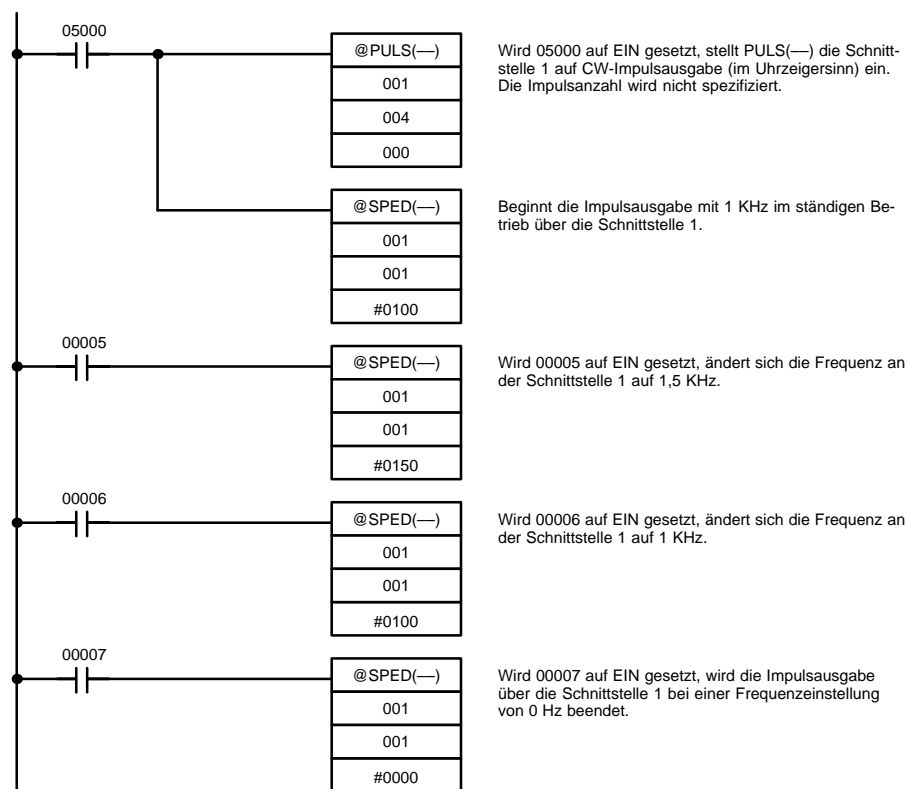 05000
@PULS(––)
001
004
000
Wird 05000 auf EIN gesetzt, stellt PULS(––) die Schnitt-
stelle 1 auf CW-Impulsausgabe (im Uhrzeigersinn) ein.
Die Impulsanzahl wird nicht spezifiziert.
@SPED(––)
001
001
#0100
Beginnt die Impulsausgabe mit 1 KHz im ständigen Be-
trieb über die Schnittstelle 1.
00005
@SPED(––)
001
001
#0150
Wird 00005 auf EIN gesetzt, ändert sich die Frequenz an
der Schnittstelle 1 auf 1,5 KHz.
00006
@SPED(––)
001
001
#0100
Wird 00006 auf EIN gesetzt, ändert sich die Frequenz an
der Schnittstelle 1 auf 1 KHz.
00007
@SPED(––)
001
001
#0000
Wird 00007 auf EIN gesetzt, wird die Impulsausgabe
über die Schnittstelle 1 bei einer Frequenzeinstellung
von 0 Hz beendet.